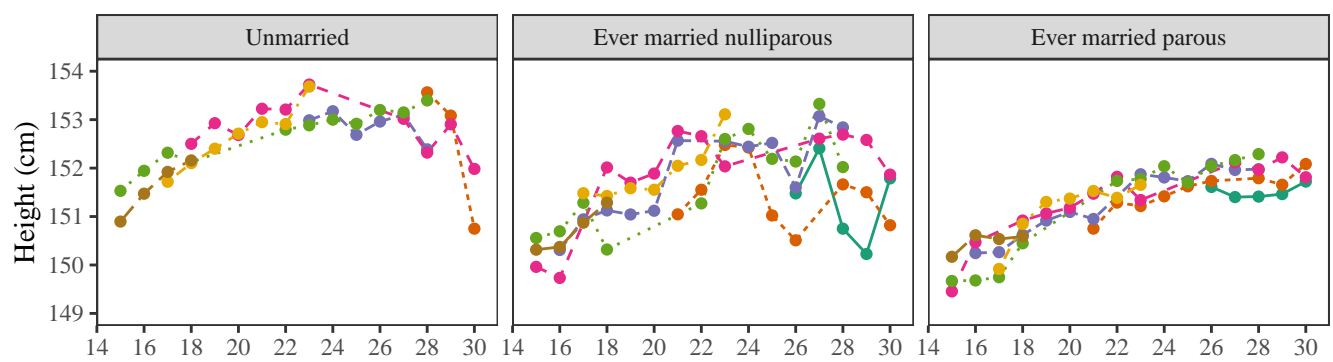 Unmarried
Ever married nulliparous
Ever married parous
Height (cm)
154
153
152
151
150
149
14 16 18 20 22 24 26 28 30
14 16 18 20 22 24 26 28 30
14 16 18 20 22 24 26 28 30